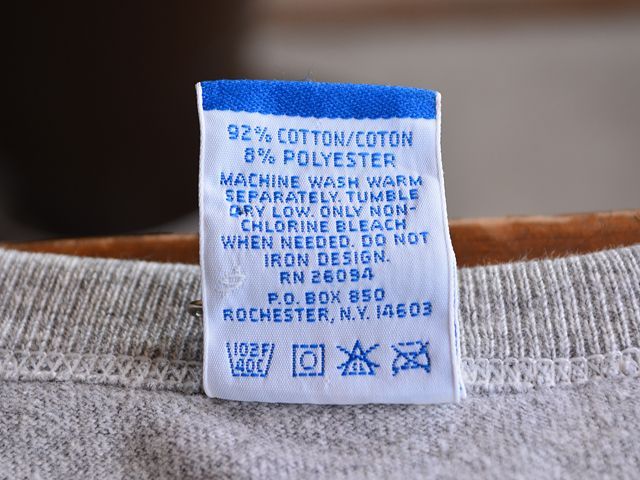 92% COTTON/COTON
8% POLYESTER
MACHINE WASH WARM
SEPARATELY. TUMBLE
DRY LOW. ONLY NON-
CHLORINE BLEACH
WHEN NEEDED. DO NOT
IRON DESIGN.
RN 26094
P.O. BOX 850
ROCHESTER, N.Y. 14603
102F
40C